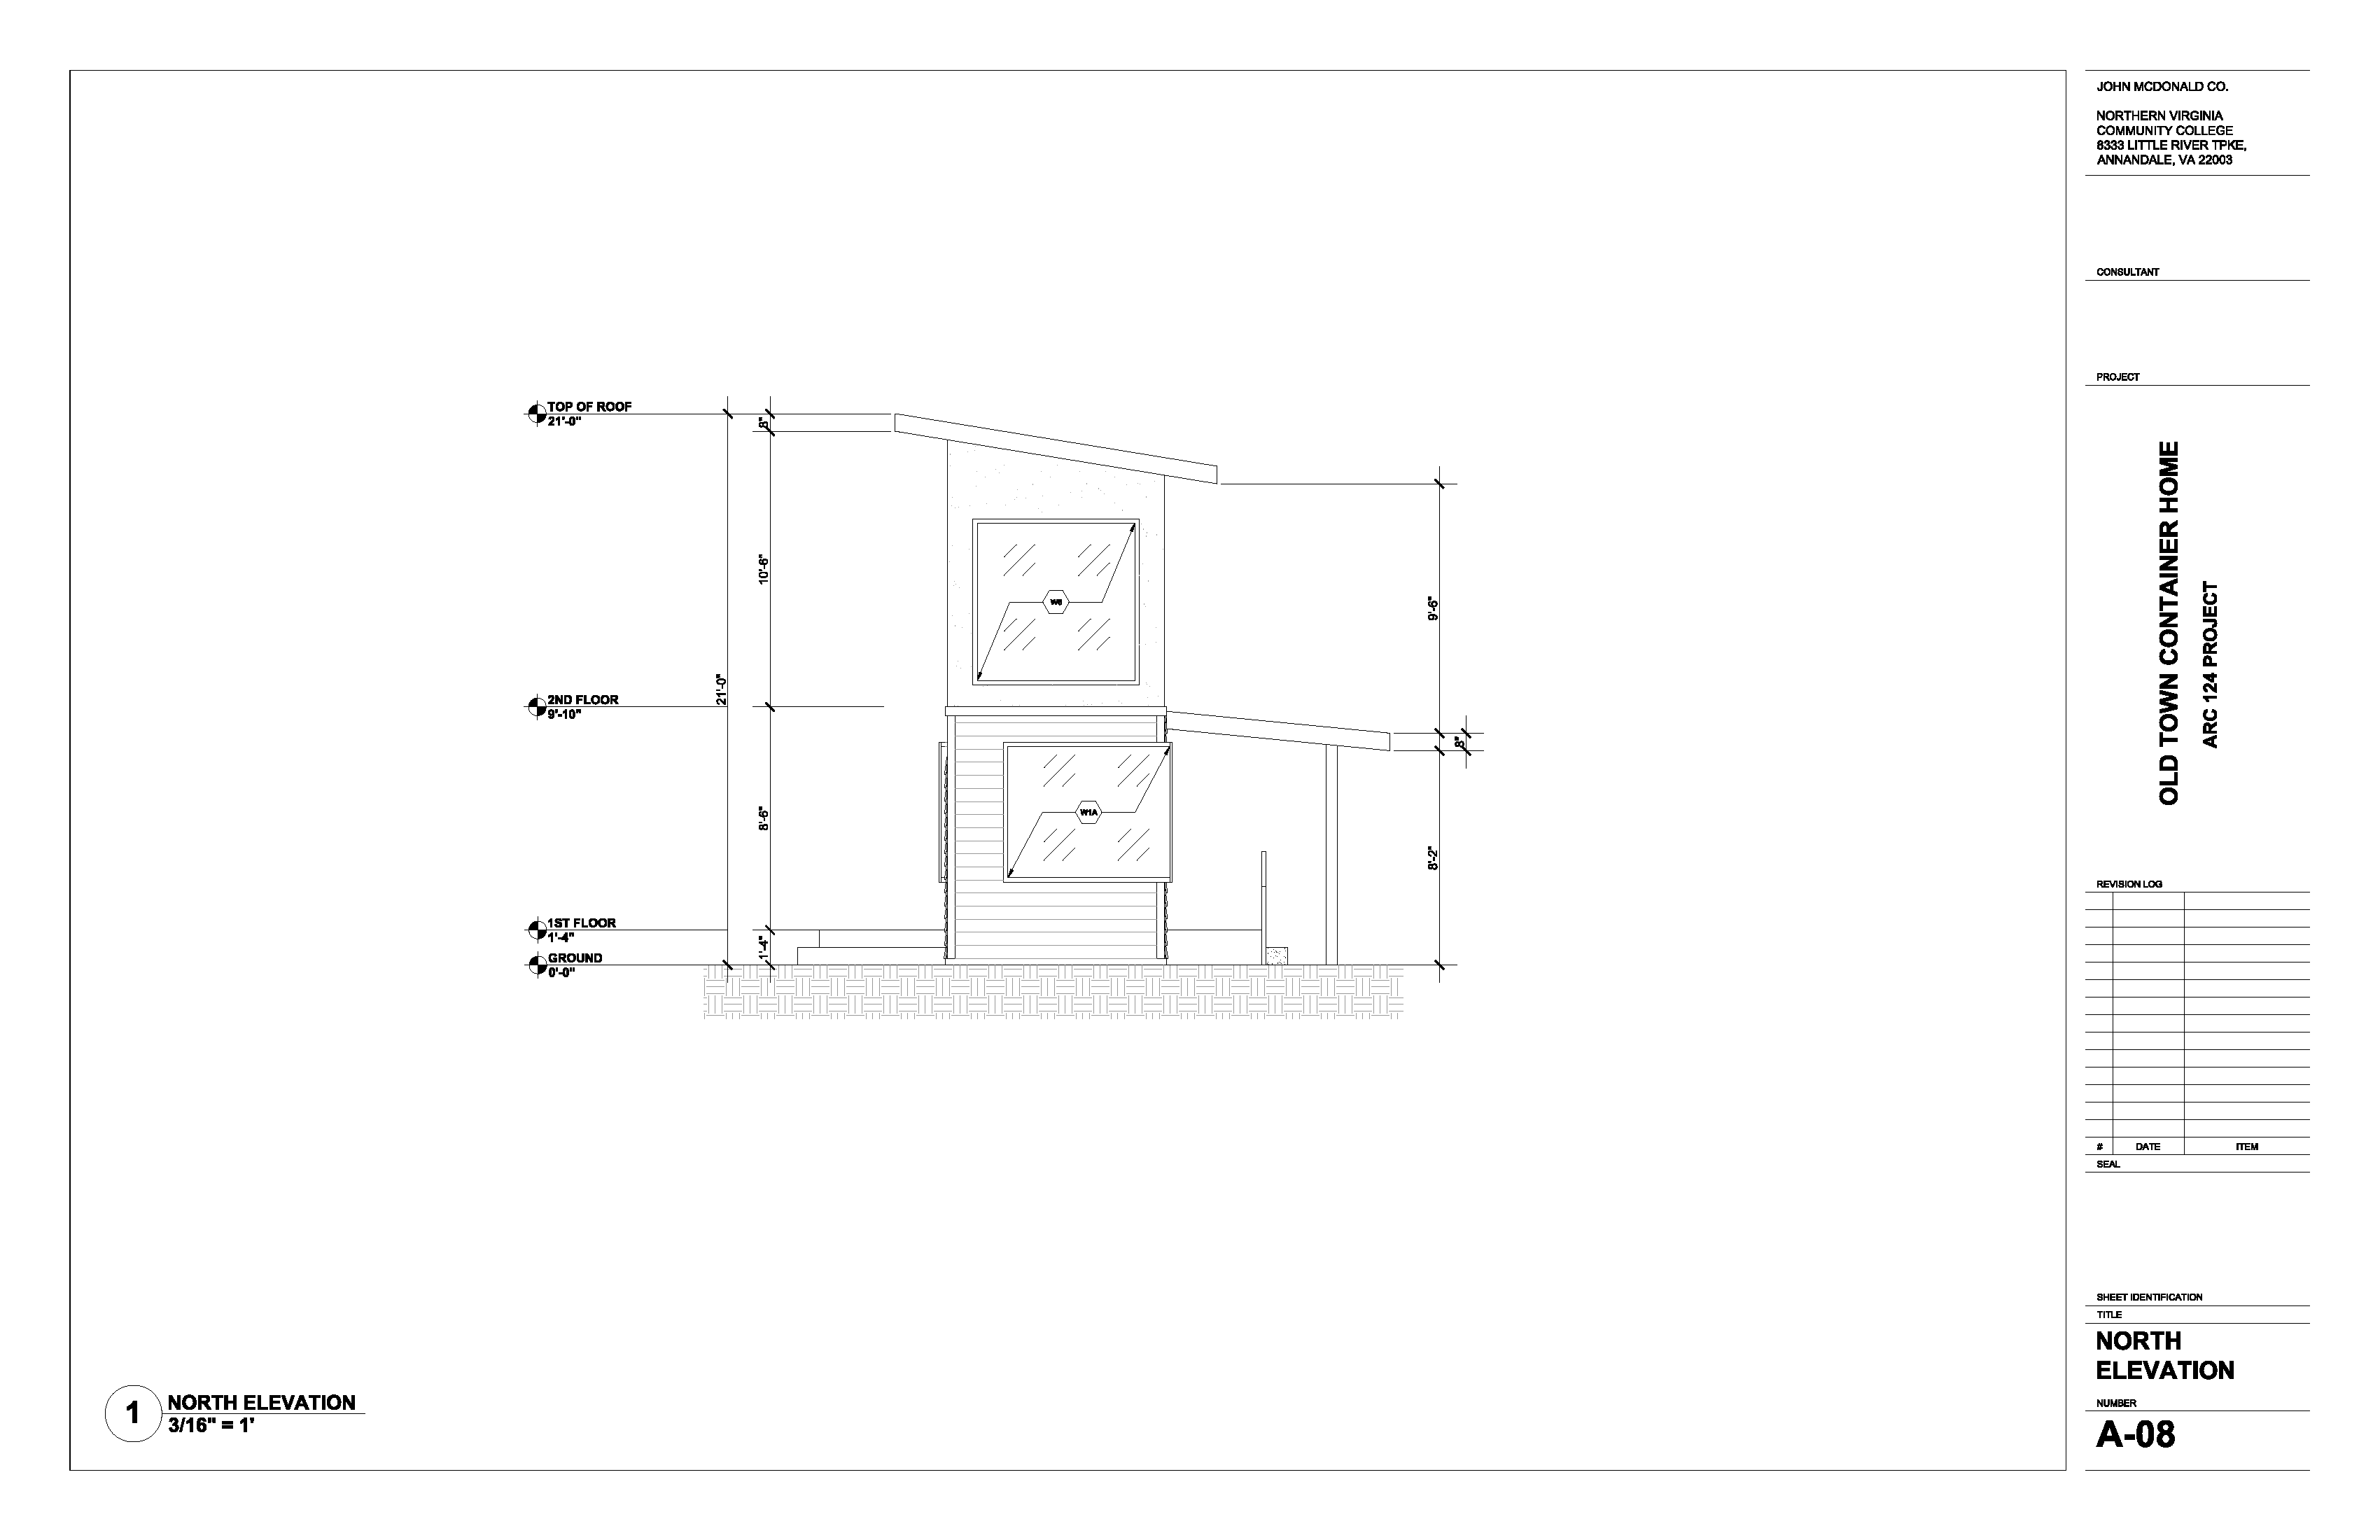 JOHN MCDONALD CO.
NORTHERN VIRGINIA
COMMUNITY COLLEGE
8333 LITTLE RIVER TPKE,
ANNANDALE, VA 22003
CONSULTANT
PROJECT
OLD TOWN CONTAINER HOME
ARC 124 PROJECT
REVISION LOG
# DATE ITEM
SEAL
SHEET IDENTIFICATION
TITLE
NORTH
ELEVATION
NUMBER
A-08
TOP OF ROOF
21'-0"
8"
10'-6"
21'-0"
2ND FLOOR
9'-10"
8'-6"
1ST FLOOR
1'-4"
1'-4"
GROUND
0'-0"
W1A
9'-6"
8"
8'-2"
1
NORTH ELEVATION
3/16" = 1'